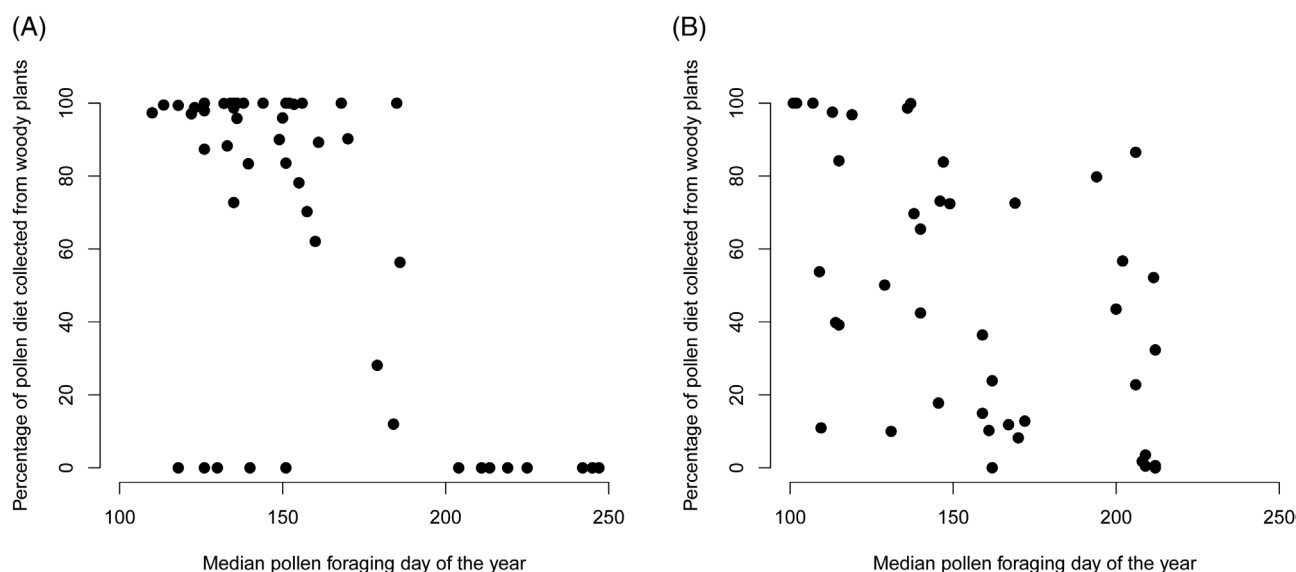 (A)
Percentage of pollen diet collected from woody plants
100
80
60
40
20
0
100 150 200 250
Median pollen foraging day of the year
(B)
Percentage of pollen diet collected from woody plants
100
80
60
40
20
0
100 150 200 250
Median pollen foraging day of the year